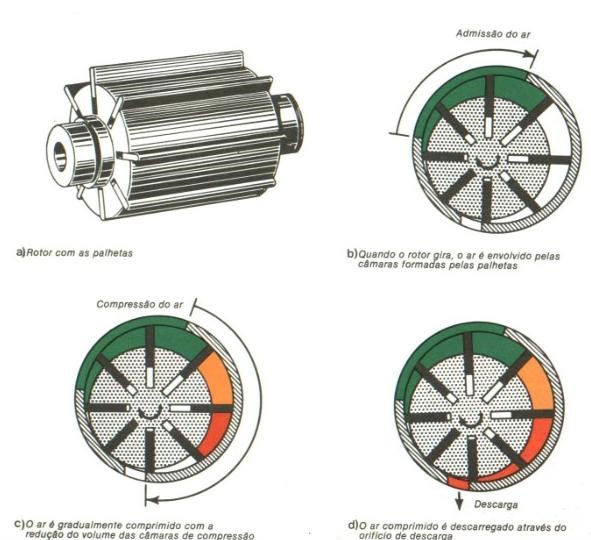 a) Rotor com as palhetas
Admissão do ar
b) Quando o rotor gira, o ar é envolvido pelas
câmaras formadas pelas palhetas
Compressão do ar
c) O ar é gradualmente comprimido com a
redução do volume das câmaras de compressão
Descarga
d) O ar comprimido é descarregado através do
orifício de descarga